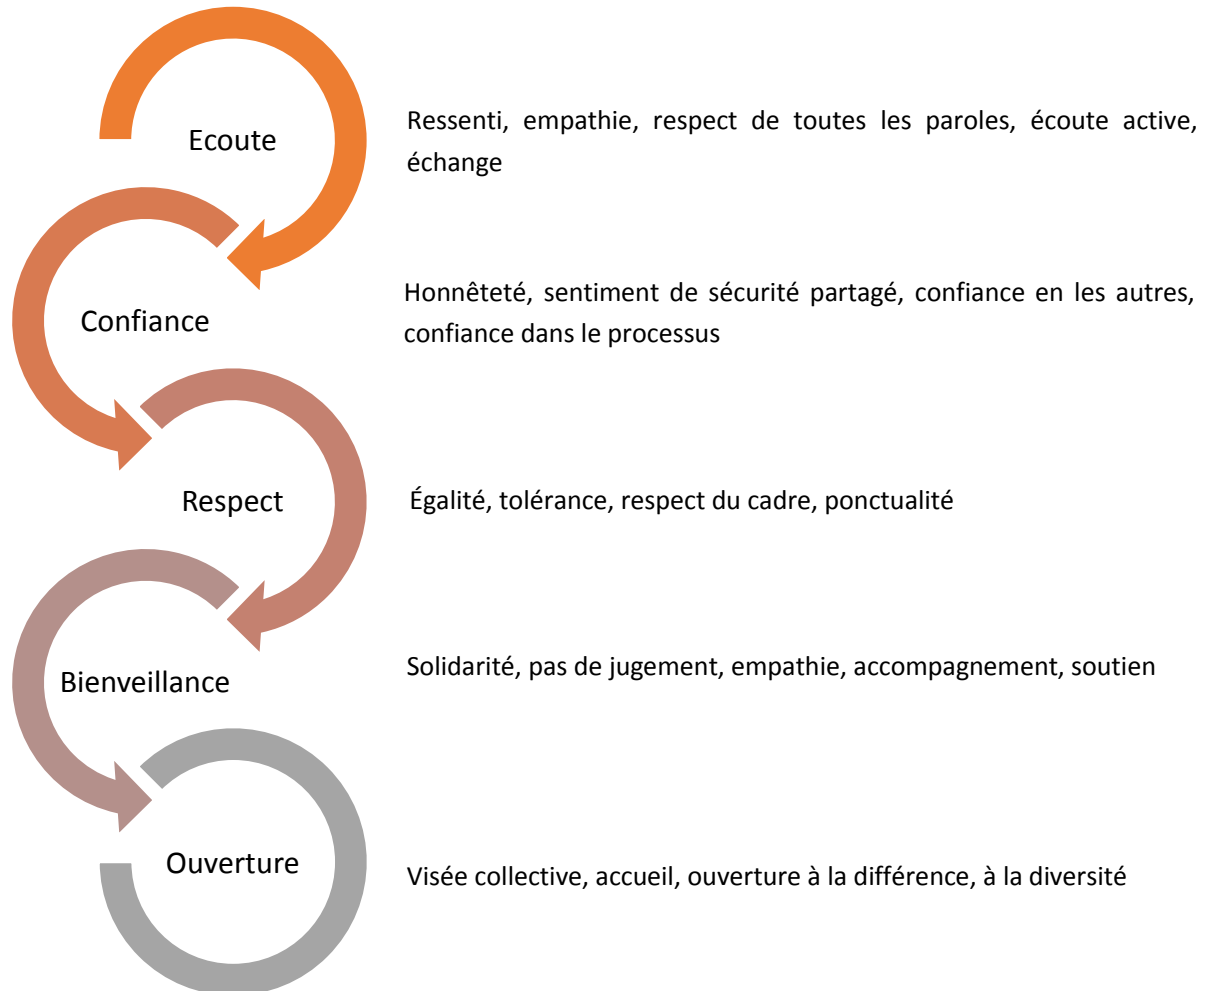 Ecoute
Ressenti, empathie, respect de toutes les paroles, écoute active,
échange
Confiance
Honnêteté, sentiment de sécurité partagé, confiance en les autres,
confiance dans le processus
Respect
Égalité, tolérance, respect du cadre, ponctualité
Bienveillance
Solidarité, pas de jugement, empathie, accompagnement, soutien
Ouverture
Visée collective, accueil, ouverture à la différence, à la diversité